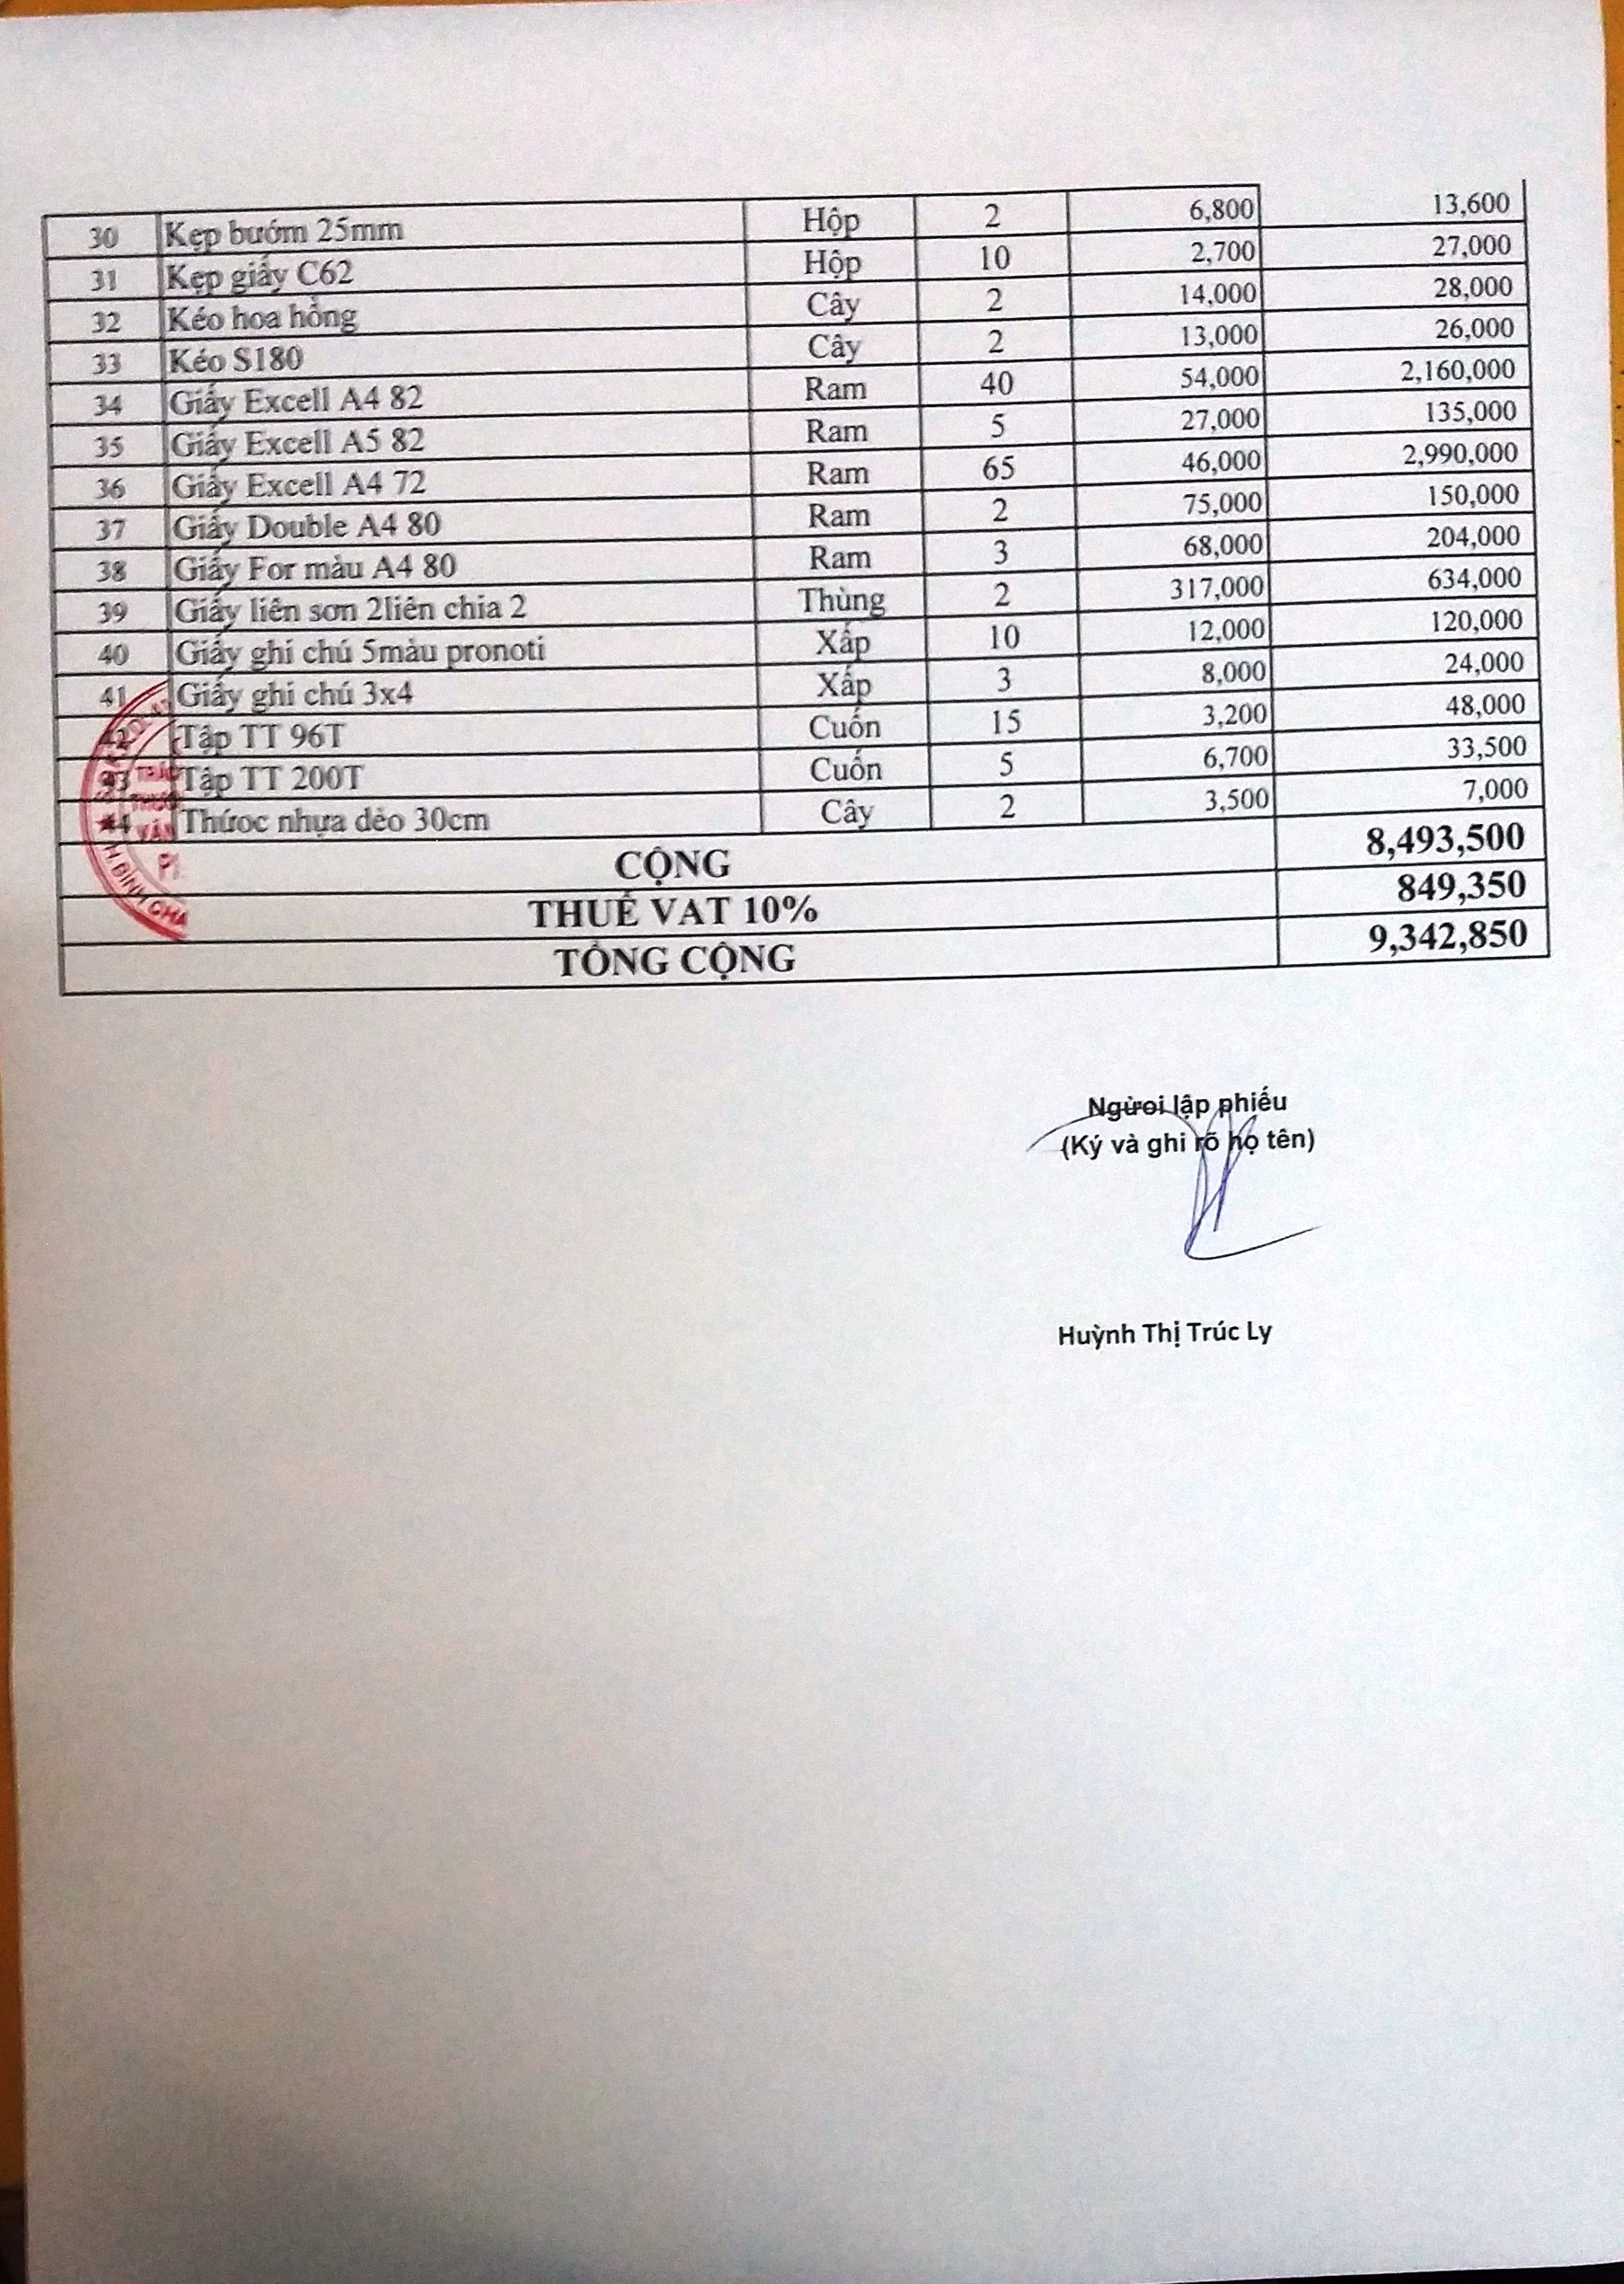 30 Kẹp bướm 25mm Hộp 2 6,800 13,600
31 Kẹp giấy C62 Hộp 10 2,700 27,000
32 Kéo hoa hồng Cây 2 14,000 28,000
33 Kéo S180 Cây 2 13,000 26,000
34 Giấy Excell A4 82 Ram 40 54,000 2,160,000
35 Giấy Excell A5 82 Ram 5 27,000 135,000
36 Giấy Excell A4 72 Ram 65 46,000 2,990,000
37 Giấy Double A4 80 Ram 2 75,000 150,000
38 Giấy For màu A4 80 Ram 3 68,000 204,000
39 Giấy liên sơn 2liên chia 2 Thùng 2 317,000 634,000
40 Giấy ghi chú 5màu pronoti Xấp 10 12,000 120,000
41 Giấy ghi chú 3x4 Xấp 3 8,000 24,000
42 Tập TT 96T Cuốn 15 3,200 48,000
43 Tập TT 200T Cuốn 5 6,700 33,500
44 Thứoc nhựa dẻo 30cm Cây 2 3,500 7,000
CỘNG 8,493,500
THUẾ VAT 10% 849,350
TỔNG CỘNG 9,342,850
VĂN
H.BÌNH
Ngừoi lập phiếu
(Ký và ghi rõ họ tên)
Huỳnh Thị Trúc Ly